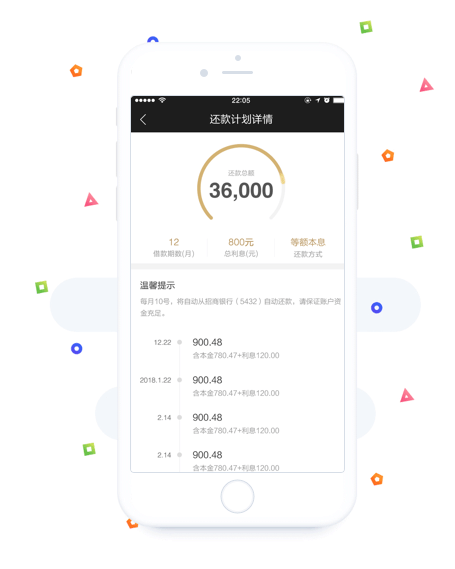 22:05
还款计划详情
还款总额
36,000
12 800元 等额本息
借款期数(月) 总利息(元) 还款方式
温馨提示
每月10号，将自动从招商银行（5432）自动还款，请保证账户资
金充足。
12.22 900.48
含本金780.47+利息120.00
2018.1.22 900.48
含本金780.47+利息120.00
2.14 900.48
含本金780.47+利息120.00
2.14 900.48
含本金780.47+利息120.00